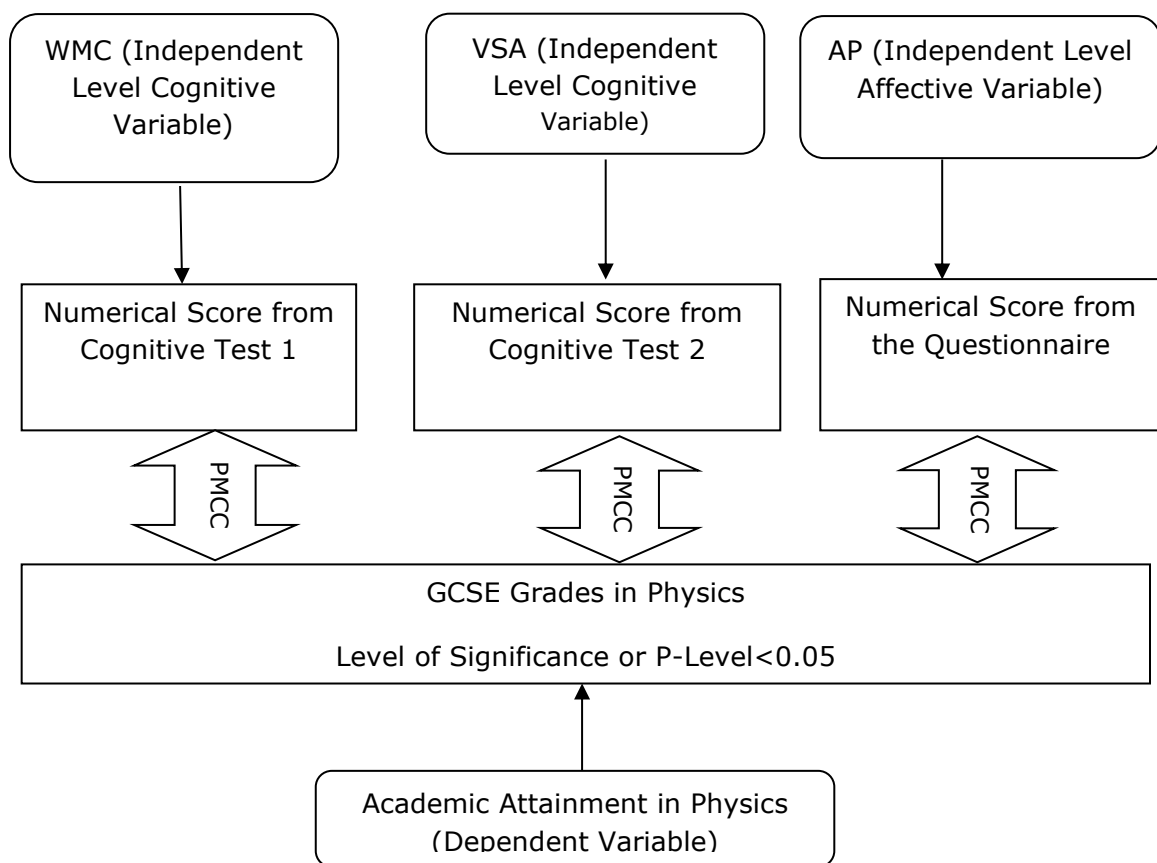 WMC (Independent
Level Cognitive
Variable)
VSA (Independent
Level Cognitive
Variable)
AP (Independent Level
Affective Variable)
Numerical Score from
Cognitive Test 1
Numerical Score from
Cognitive Test 2
Numerical Score from
the Questionnaire
PMCC
PMCC
PMCC
GCSE Grades in Physics
Level of Significance or P-Level<0.05
Academic Attainment in Physics
(Dependent Variable)